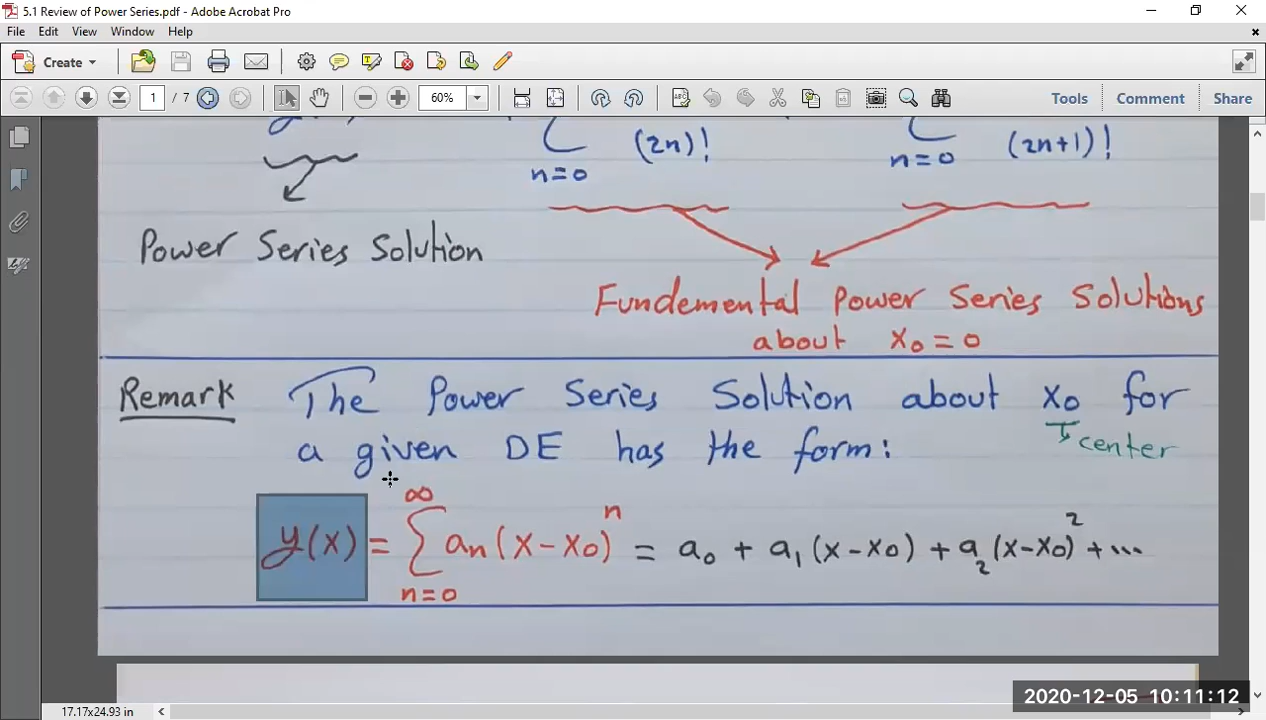 5.1 Review of Power Series.pdf - Adobe Acrobat Pro
File Edit View Window Help
Create
1 / 7 60% Tools Comment Share
n=0 (2n)! n=0 (2n+1)!
Power Series Solution
Fundemental Power Series Solutions
about x₀ = 0
Remark The Power Series Solution about x₀ for
a given DE has the form: center
∞
y(x) = ∑ aₙ(x-x₀)ⁿ = a₀ + a₁(x-x₀) + a₂(x-x₀)² + ...
n=0
2020-12-05 10:11:12
17.17x24.93 in